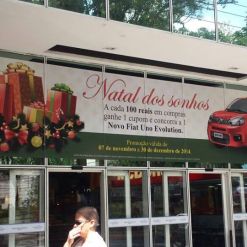 Natal dos sonhos
A cada 100 reais em compras
ganhe 1 cupom e concorra a 1
Novo Fiat Uno Evolution.
Promoção válida de
07 de novembro a 30 de dezembro de 2014.